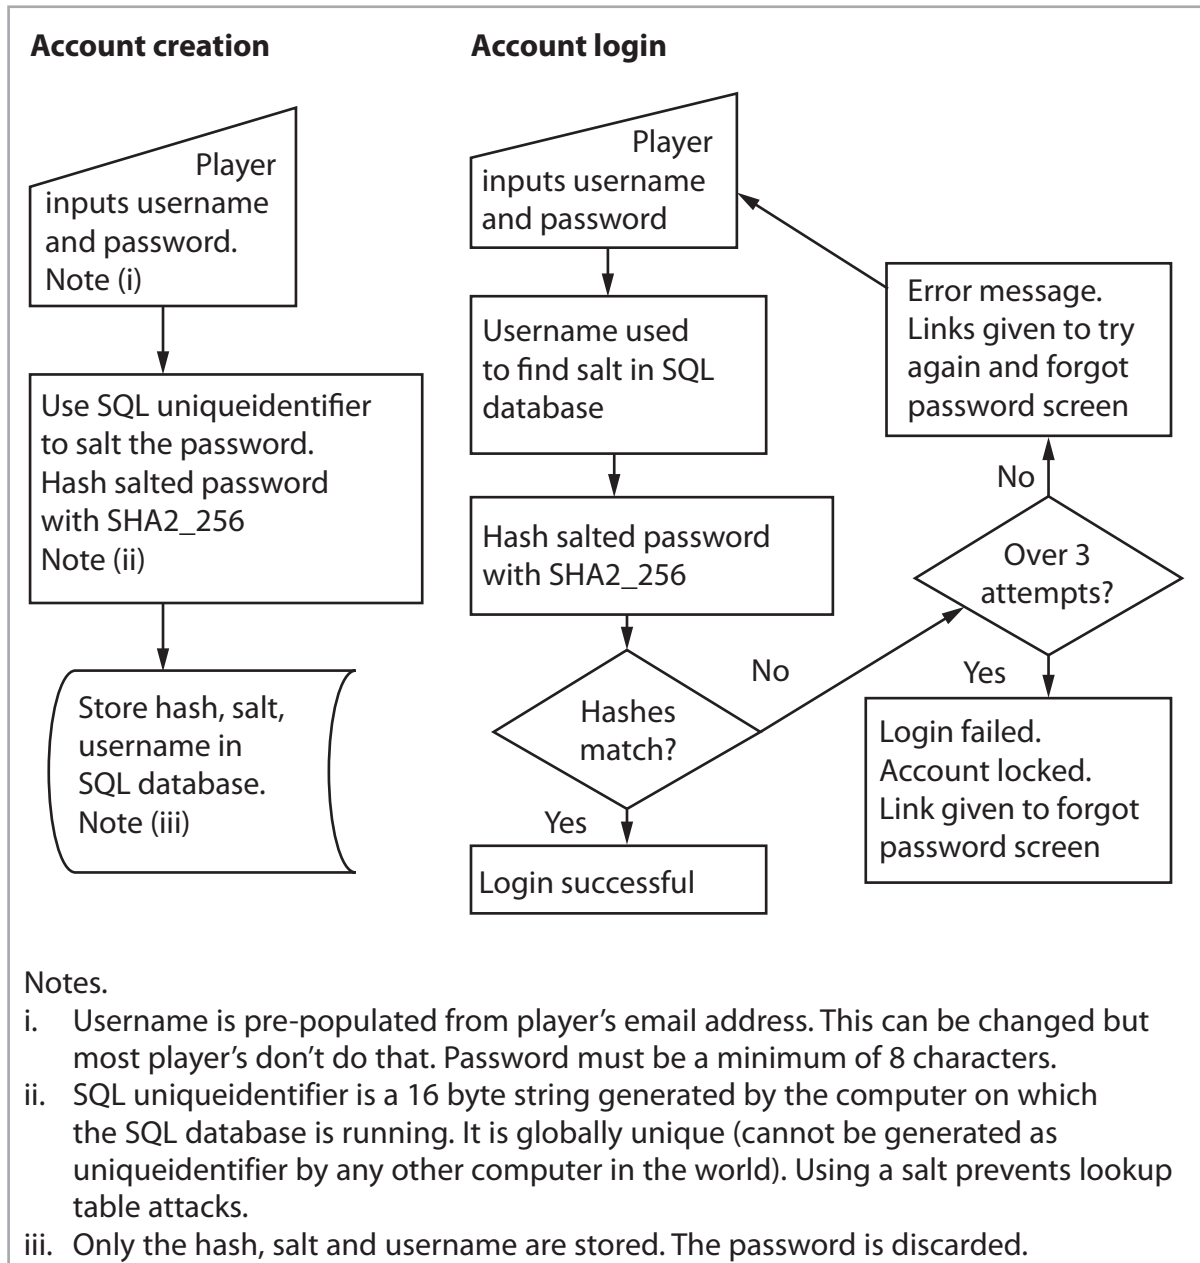 Account creation
Player
inputs username
and password.
Note (i)
Use SQL uniqueidentifier
to salt the password.
Hash salted password
with SHA2_256
Note (ii)
Store hash, salt,
username in
SQL database.
Note (iii)
Account login
Player
inputs username
and password
Username used
to find salt in SQL
database
Hash salted password
with SHA2_256
Hashes
match?
No
Yes
Login successful
Over 3
attempts?
No
Error message.
Links given to try
again and forgot
password screen
Yes
Login failed.
Account locked.
Link given to forgot
password screen
Notes.
i. Username is pre-populated from player's email address. This can be changed but
most player's don't do that. Password must be a minimum of 8 characters.
ii. SQL uniqueidentifier is a 16 byte string generated by the computer on which
the SQL database is running. It is globally unique (cannot be generated as
uniqueidentifier by any other computer in the world). Using a salt prevents lookup
table attacks.
iii. Only the hash, salt and username are stored. The password is discarded.